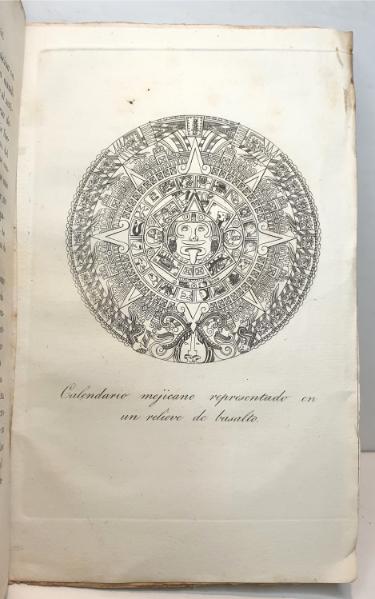 Calendario mejicano representado en
un relieve de basalto.